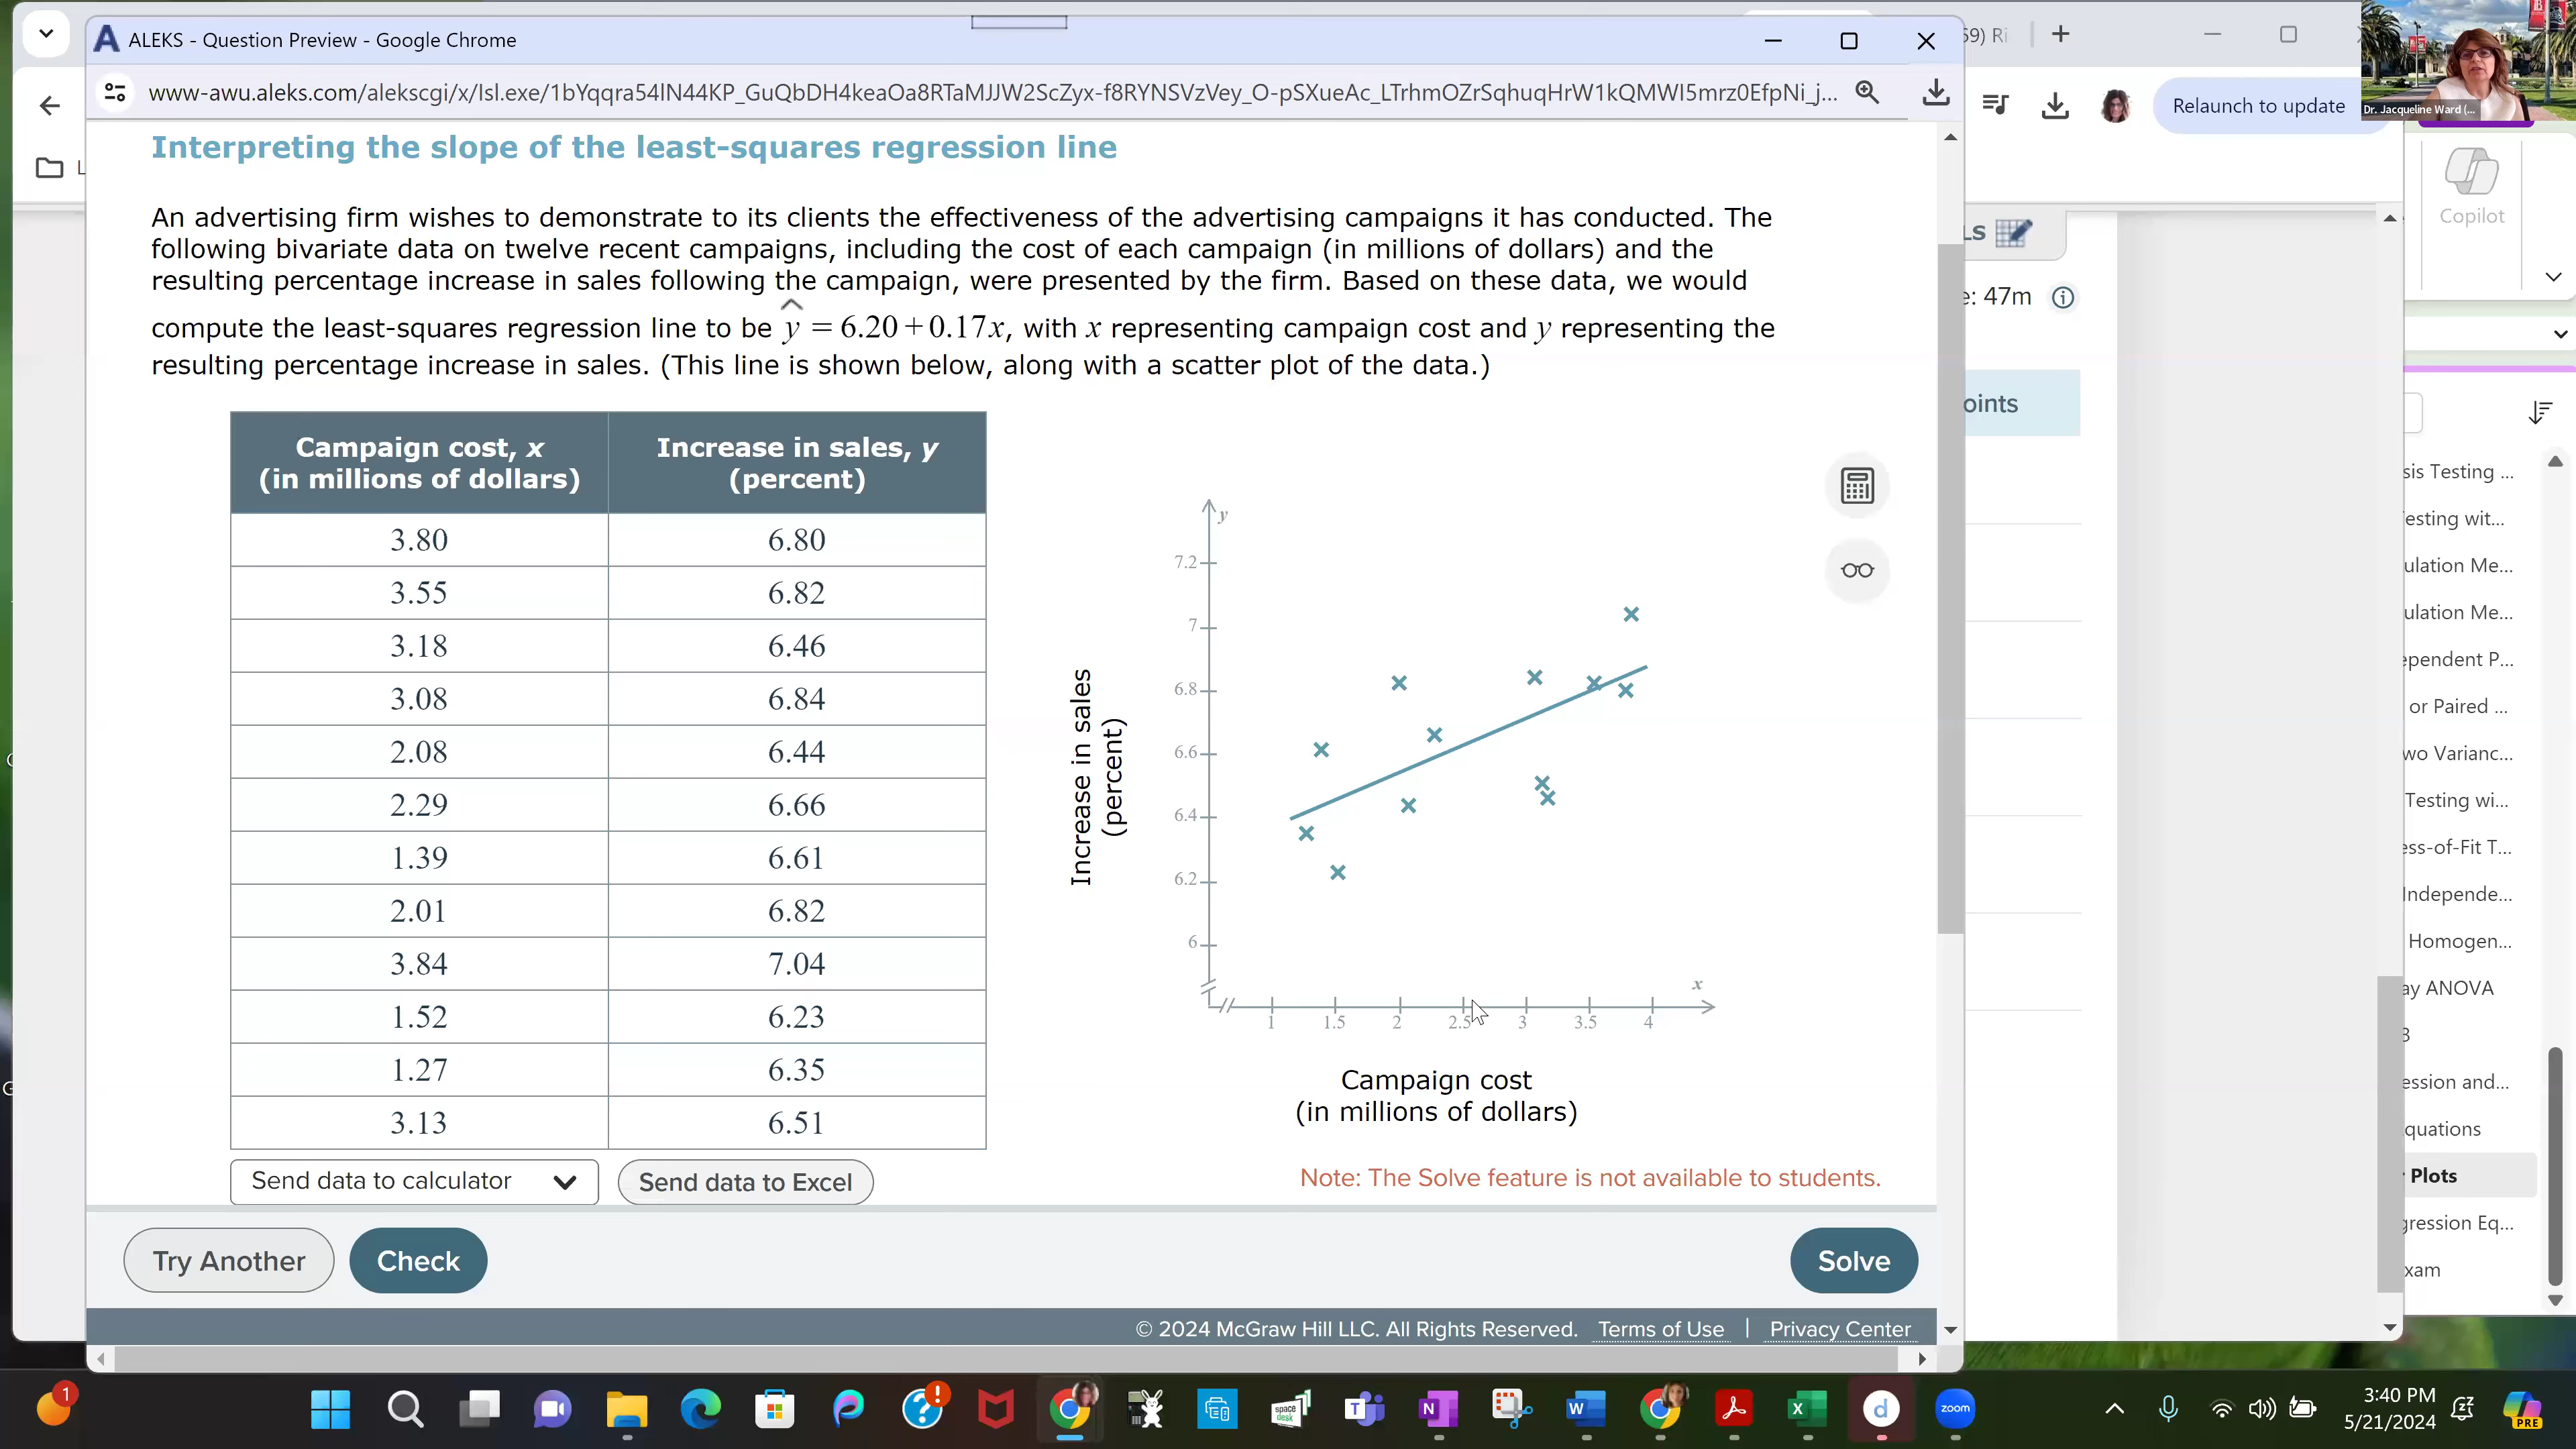 ALEKS - Question Preview - Google Chrome
59) Ri
www-awu.aleks.com/alekscgi/x/Isl.exe/1bYqqra54lN44KP_GuQbDH4keaOa8RTaMJJW2ScZyx-f8RYNSVzVey_O-pSXueAc_LTrhmOZrSqhuqHrW1kQMWI5mrz0EfpNi_j...
Relaunch to update
Dr. Jacqueline Ward (...
Interpreting the slope of the least-squares regression line
An advertising firm wishes to demonstrate to its clients the effectiveness of the advertising campaigns it has conducted. The
following bivariate data on twelve recent campaigns, including the cost of each campaign (in millions of dollars) and the
resulting percentage increase in sales following the campaign, were presented by the firm. Based on these data, we would
compute the least-squares regression line to be ŷ = 6.20+0.17x, with x representing campaign cost and y representing the
resulting percentage increase in sales. (This line is shown below, along with a scatter plot of the data.)
Campaign cost, x
(in millions of dollars)
Increase in sales, y
(percent)
3.80 6.80
3.55 6.82
3.18 6.46
3.08 6.84
2.08 6.44
2.29 6.66
1.39 6.61
2.01 6.82
3.84 7.04
1.52 6.23
1.27 6.35
3.13 6.51
y
7.2
7
6.8
6.6
6.4
6.2
6
x
1 1.5 2 2.5 3 3.5 4
Increase in sales
(percent)
Campaign cost
(in millions of dollars)
Send data to calculator
Send data to Excel
Note: The Solve feature is not available to students.
Try Another
Check
Solve
© 2024 McGraw Hill LLC. All Rights Reserved. Terms of Use | Privacy Center
Copilot
LS
e: 47m
oints
sis Testing ...
esting wit...
ulation Me...
ulation Me...
ependent P...
or Paired ...
wo Varianc...
Testing wi...
ess-of-Fit T...
Independe...
Homogen...
ay ANOVA
ession and...
quations
Plots
gression Eq...
xam
1
space
desk
zoom
3:40 PM
5/21/2024
PRE